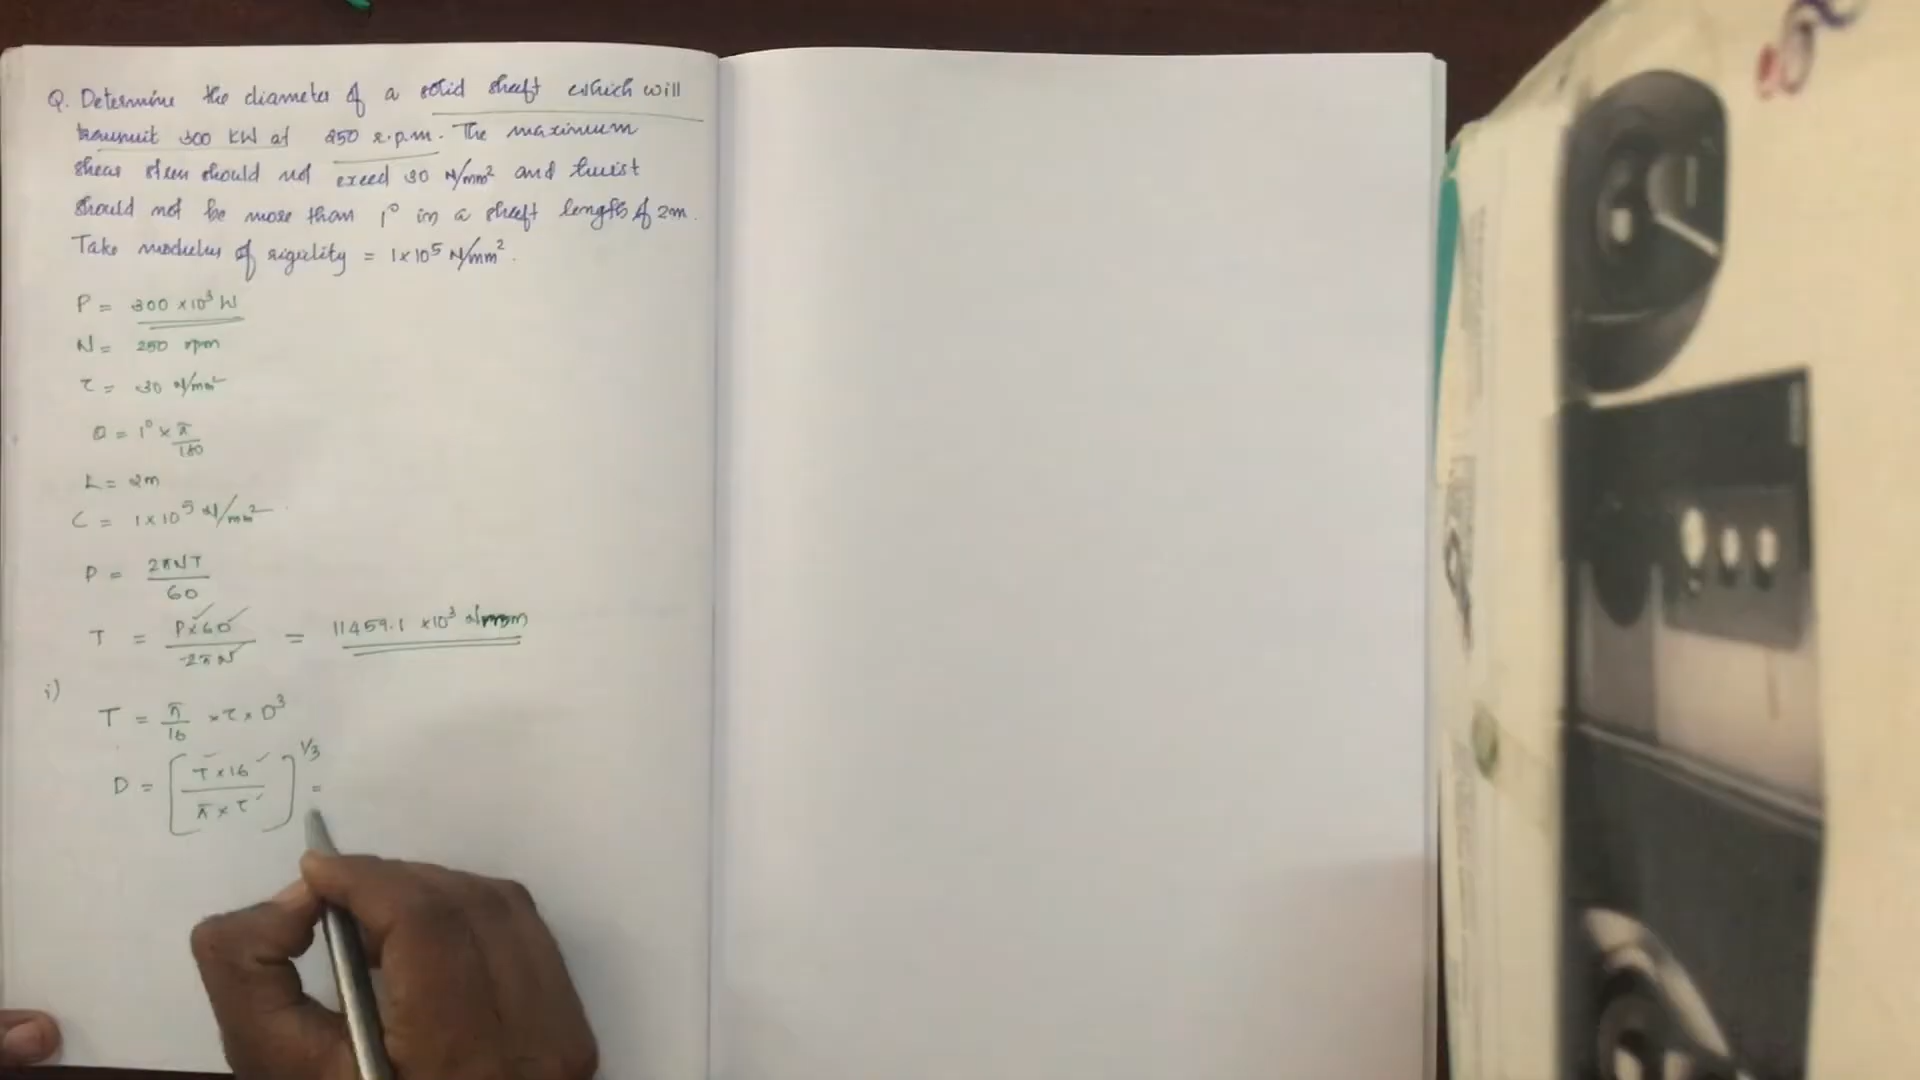 Q. Determine the diameter of a solid shaft which will
transmit 300 kW at 250 r.p.m. The maximum
shear stress should not exceed 30 N/mm²  and twist
should not be more than 1° in a shaft length of 2m.
Take modulus of rigidity = 1×10⁵ N/mm².
P = 300 ×10³ W
N = 250 rpm
τ = 30 N/mm²
θ = 1° × π/180
L = 2m
C = 1×10⁵ N/mm²
P = 2πNT/60
T = P×60/2πN = 11459.1 ×10³ Nmm
i)
T = π/16 ×τ× D³
D = [T×16/π×τ]^1/3 =